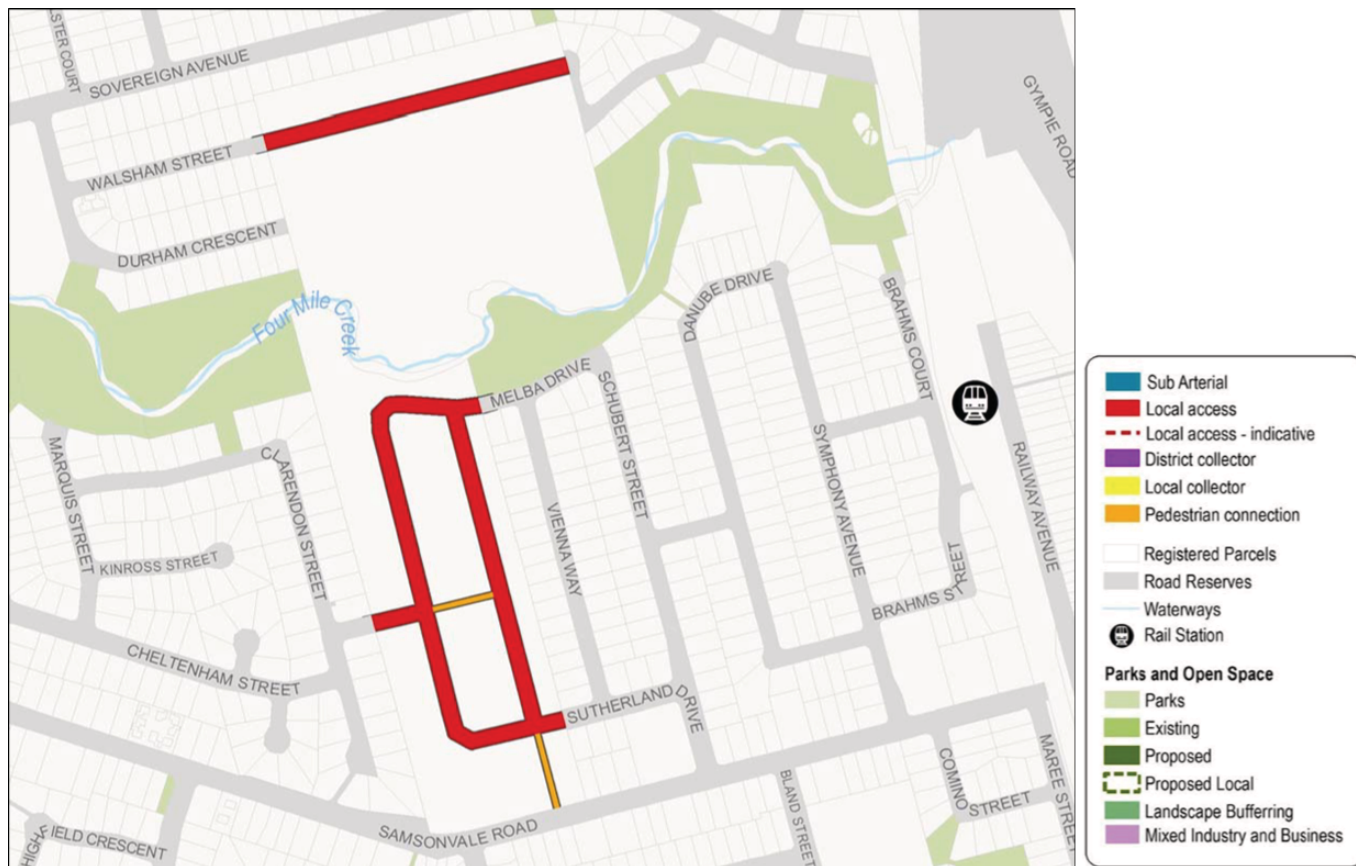 LSTER COURT
SOVEREIGN AVENUE
GYMPIE ROAD
WALSHAM STREET
DURHAM CRESCENT
Four Mile Creek
DANUBE DRIVE
BRAHMS COURT
MELBA DRIVE
SCHUBERT STREET
MARQUIS STREET
CLARENDON STREET
SYMPHONY AVENUE
RAILWAY AVENUE
VIENNA WAY
KINROSS STREET
BRAHMS STREET
CHELTENHAM STREET
SUTHERLAND DRIVE
COMINO STREET
MAREE STREET
BLAND STREET
SAMSONVALE ROAD
HIGHFIELD CRESCENT
Sub Arterial
Local access
Local access - indicative
District collector
Local collector
Pedestrian connection
Registered Parcels
Road Reserves
Waterways
Rail Station
Parks and Open Space
Parks
Existing
Proposed
Proposed Local
Landscape Bufferring
Mixed Industry and Business